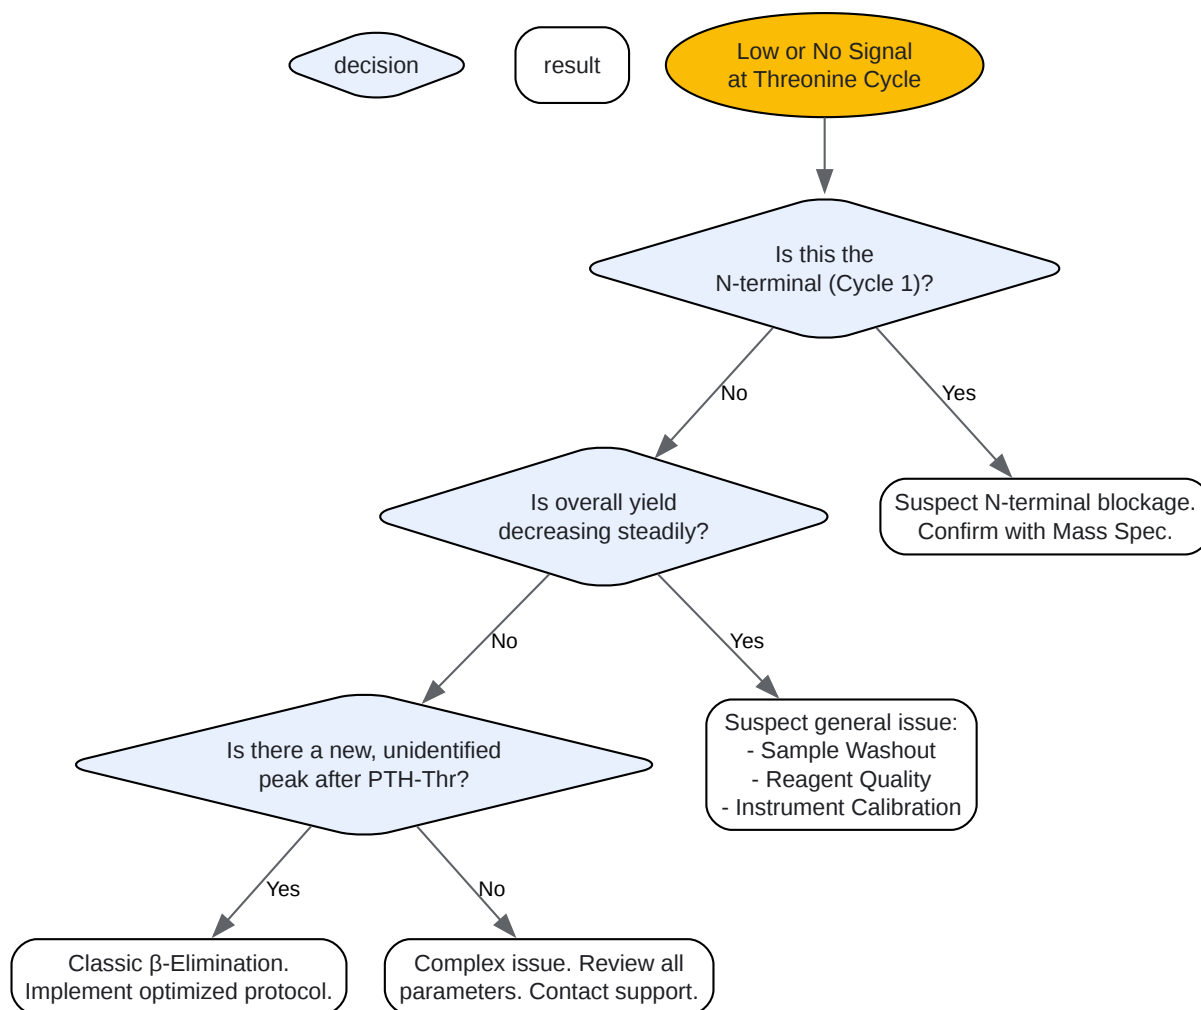 decision
result
Low or No Signal
at Threonine Cycle
Is this the
N-terminal (Cycle 1)?
No
Yes
Is overall yield
decreasing steadily?
Suspect N-terminal blockage.
Confirm with Mass Spec.
No
Yes
Is there a new, unidentified
peak after PTH-Thr?
Suspect general issue:
- Sample Washout
- Reagent Quality
- Instrument Calibration
Yes
No
Classic β-Elimination.
Implement optimized protocol.
Complex issue. Review all
parameters. Contact support.